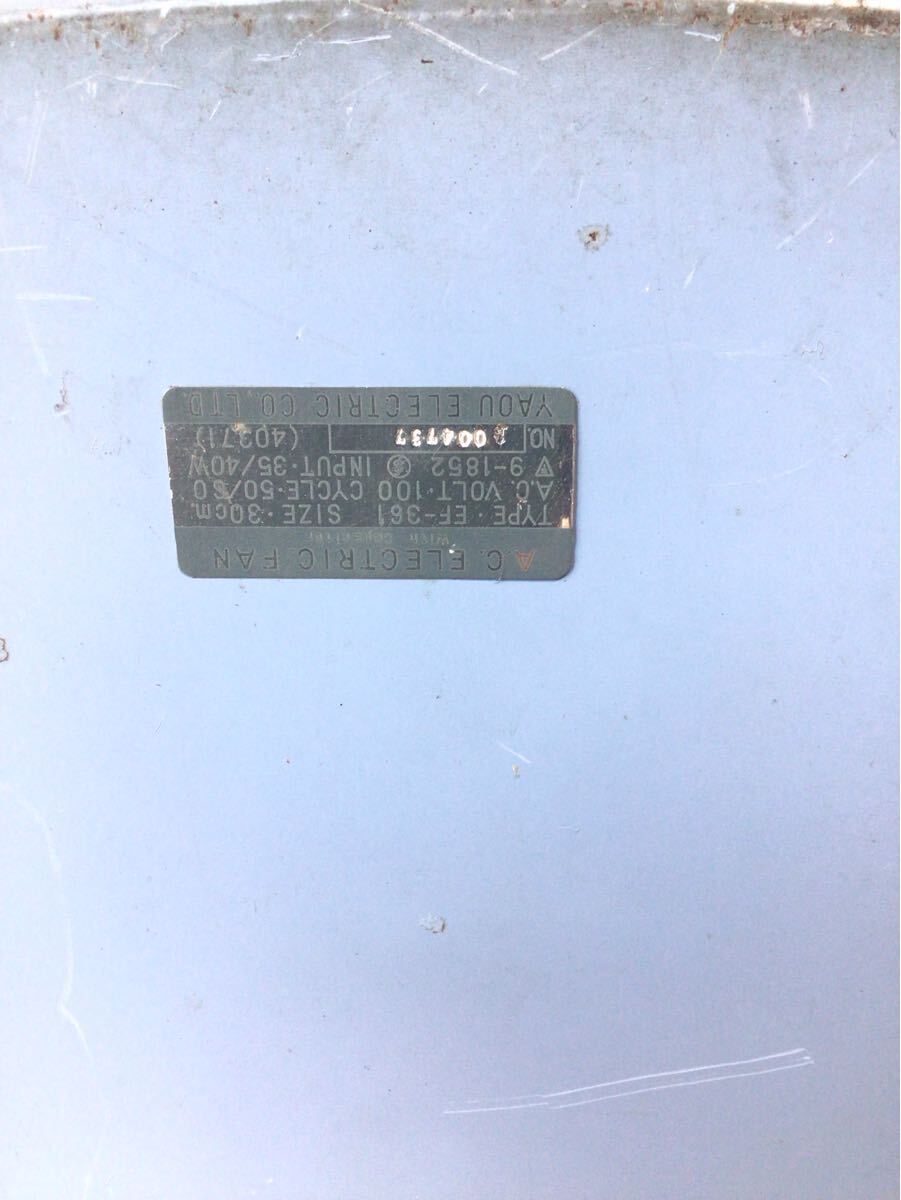 A.C. ELECTRIC FAN
With Capaciter
TYPE·EF-361 SIZE·30cm.
A.C. VOLT·100 CYCLE·50/60
9-1852 INPUT·35/40W
NO. 004737 (40371)
YAOU ELECTRIC CO., LTD.